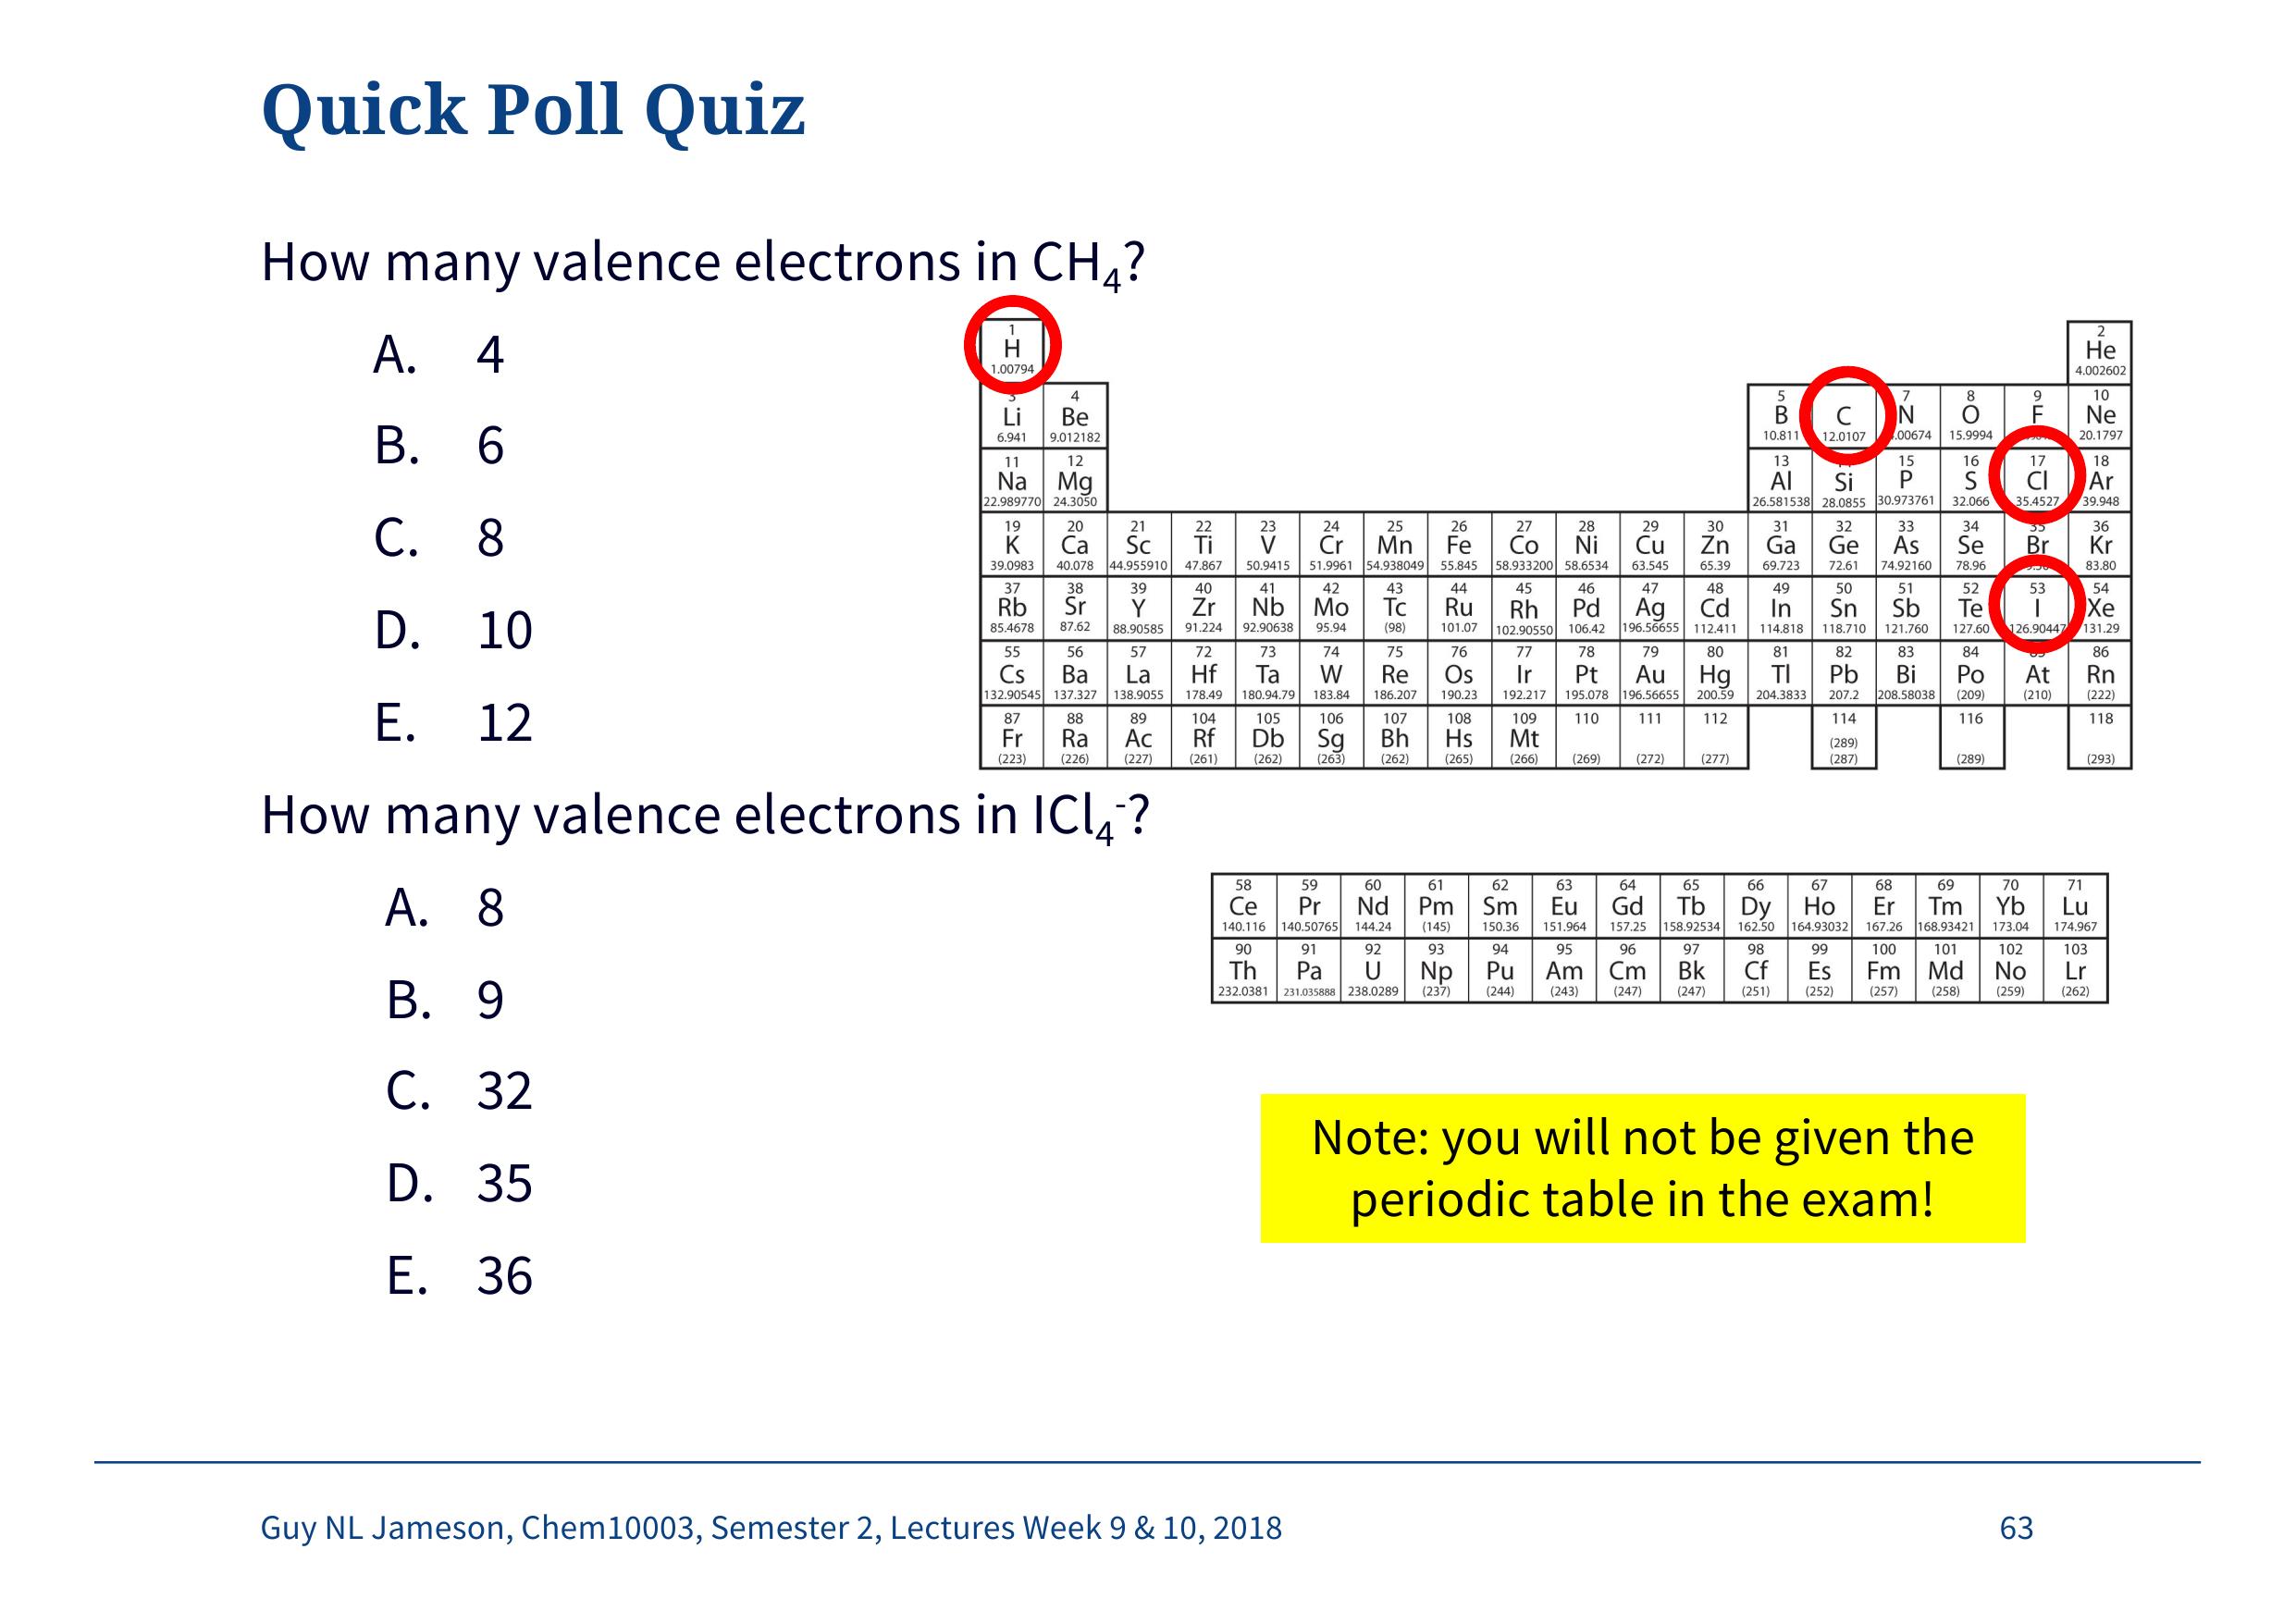 Quick Poll Quiz
How many valence electrons in CH4?
A. 4
B. 6
C. 8
D. 10
E. 12
1 2
H He
1.00794 4.002602
3 4 5 7 8 9 10
Li Be B C N O F Ne
6.941 9.012182 10.811 12.0107 .00674 15.9994 20.1797
11 12 13 15 16 17 18
Na Mg Al Si P S Cl Ar
22.989770 24.3050 26.581538 28.0855 30.973761 32.066 35.4527 39.948
19 20 21 22 23 24 25 26 27 28 29 30 31 32 33 34 35 36
K Ca Sc Ti V Cr Mn Fe Co Ni Cu Zn Ga Ge As Se Br Kr
39.0983 40.078 44.955910 47.867 50.9415 51.9961 54.938049 55.845 58.933200 58.6534 63.545 65.39 69.723 72.61 74.92160 78.96 83.80
37 38 39 40 41 42 43 44 45 46 47 48 49 50 51 52 53 54
Rb Sr Y Zr Nb Mo Tc Ru Rh Pd Ag Cd In Sn Sb Te I Xe
85.4678 87.62 88.90585 91.224 92.90638 95.94 (98) 101.07 102.90550 106.42 196.56655 112.411 114.818 118.710 121.760 127.60 126.90447 131.29
55 56 57 72 73 74 75 76 77 78 79 80 81 82 83 84 85 86
Cs Ba La Hf Ta W Re Os Ir Pt Au Hg Tl Pb Bi Po At Rn
132.90545 137.327 138.9055 178.49 180.94.79 183.84 186.207 190.23 192.217 195.078 196.56655 200.59 204.3833 207.2 208.58038 (209) (210) (222)
87 88 89 104 105 106 107 108 109 110 111 112 114 116 118
Fr Ra Ac Rf Db Sg Bh Hs Mt
(289)
(223) (226) (227) (261) (262) (263) (262) (265) (266) (269) (272) (277) (287) (289) (293)
How many valence electrons in ICl4-?
A. 8
B. 9
C. 32
D. 35
E. 36
58 59 60 61 62 63 64 65 66 67 68 69 70 71
Ce Pr Nd Pm Sm Eu Gd Tb Dy Ho Er Tm Yb Lu
140.116 140.50765 144.24 (145) 150.36 151.964 157.25 158.92534 162.50 164.93032 167.26 168.93421 173.04 174.967
90 91 92 93 94 95 96 97 98 99 100 101 102 103
Th Pa U Np Pu Am Cm Bk Cf Es Fm Md No Lr
232.0381 231.035888 238.0289 (237) (244) (243) (247) (247) (251) (252) (257) (258) (259) (262)
Note: you will not be given the
periodic table in the exam!
Guy NL Jameson, Chem10003, Semester 2, Lectures Week 9 & 10, 2018 63